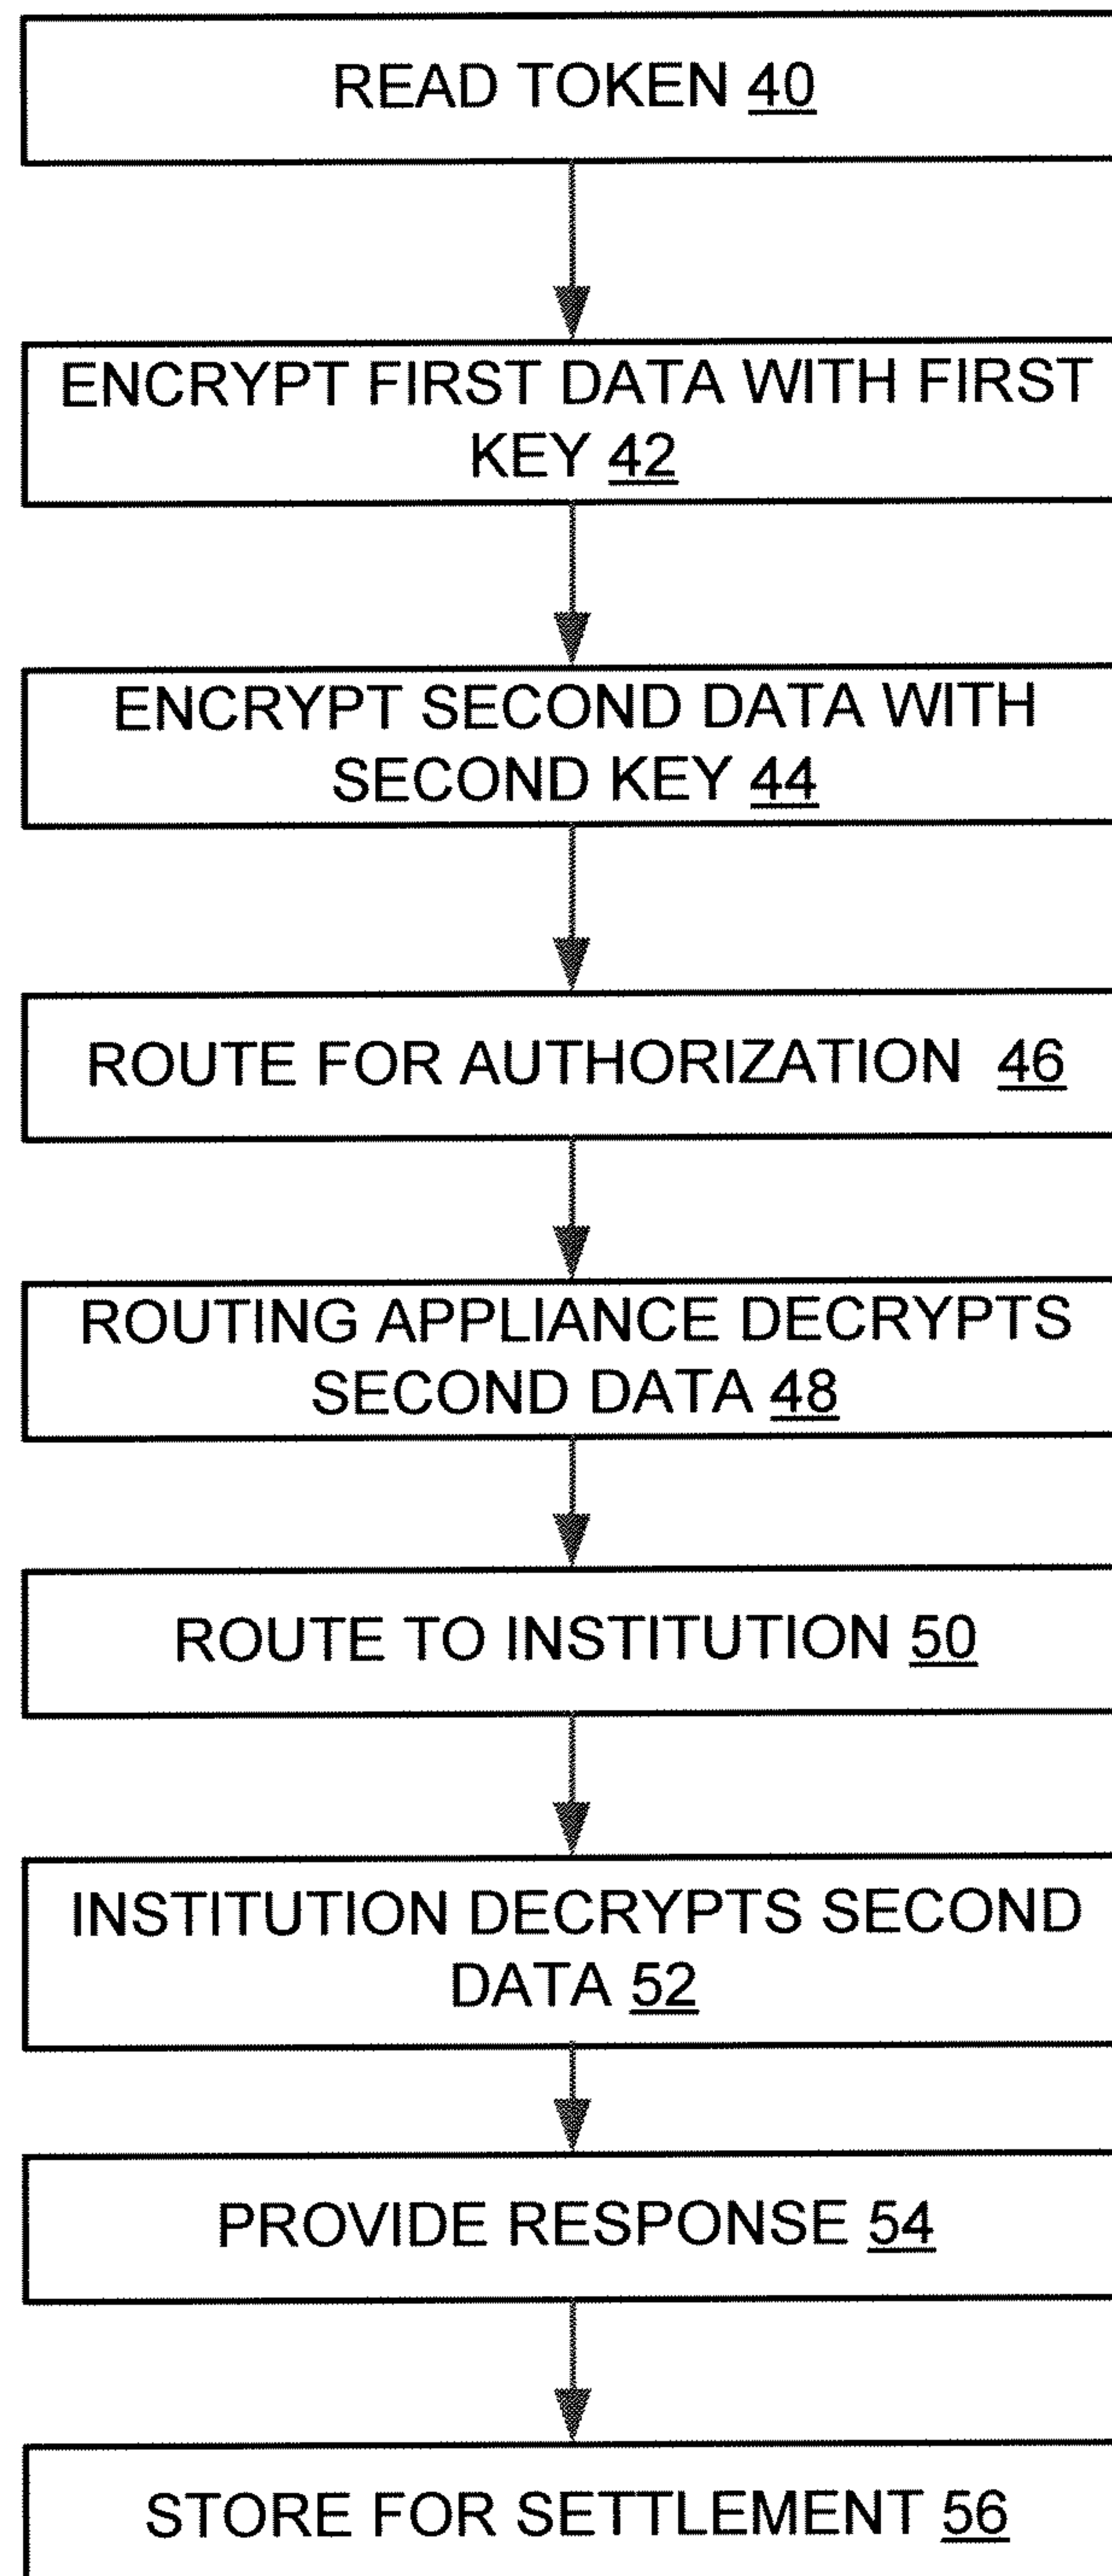 READ TOKEN 40
ENCRYPT FIRST DATA WITH FIRST
KEY 42
ENCRYPT SECOND DATA WITH
SECOND KEY 44
ROUTE FOR AUTHORIZATION 46
ROUTING APPLIANCE DECRYPTS
SECOND DATA 48
ROUTE TO INSTITUTION 50
INSTITUTION DECRYPTS SECOND
DATA 52
PROVIDE RESPONSE 54
STORE FOR SETTLEMENT 56